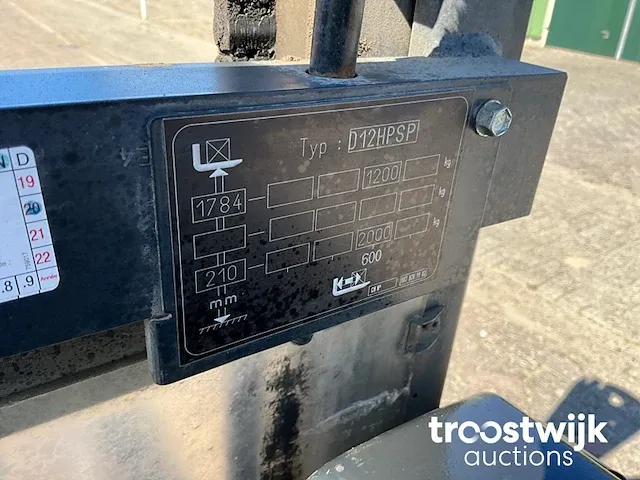 N D
19
20
21
22
.8 .9
Typ : D12HPSP
1784 1200 kg
kg
210 2000 kg
600
mm
troostwijk
auctions